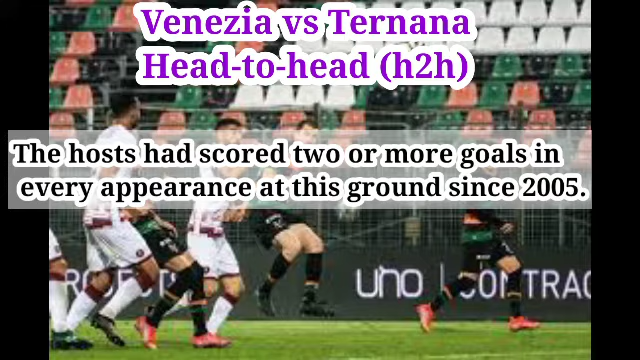 Venezia vs Ternana
Head-to-head (h2h)
The hosts had scored two or more goals in
every appearance at this ground since 2005.
uno